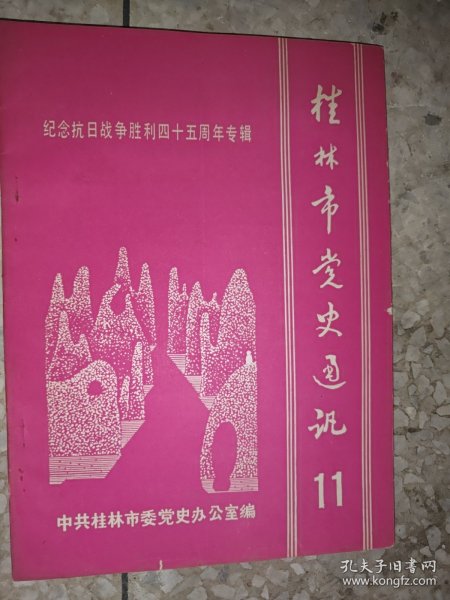 纪念抗日战争胜利四十五周年专辑
桂林市党史通讯
11
中共桂林市委党史办公室编
孔夫子旧书网
www.kongfz.com